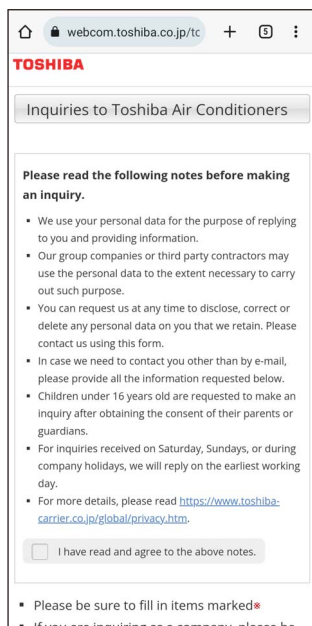 webcom.toshiba.co.jp/tc
5
TOSHIBA
Inquiries to Toshiba Air Conditioners
Please read the following notes before making
an inquiry.
▪ We use your personal data for the purpose of replying
to you and providing information.
▪ Our group companies or third party contractors may
use the personal data to the extent necessary to carry
out such purpose.
▪ You can request us at any time to disclose, correct or
delete any personal data on you that we retain. Please
contact us using this form.
▪ In case we need to contact you other than by e-mail,
please provide all the information requested below.
▪ Children under 16 years old are requested to make an
inquiry after obtaining the consent of their parents or
guardians.
▪ For inquiries received on Saturday, Sundays, or during
company holidays, we will reply on the earliest working
day.
▪ For more details, please read https://www.toshiba-
carrier.co.jp/global/privacy.htm.
I have read and agree to the above notes.
▪ Please be sure to fill in items marked※
▪ If you are inquiring as a company, please be